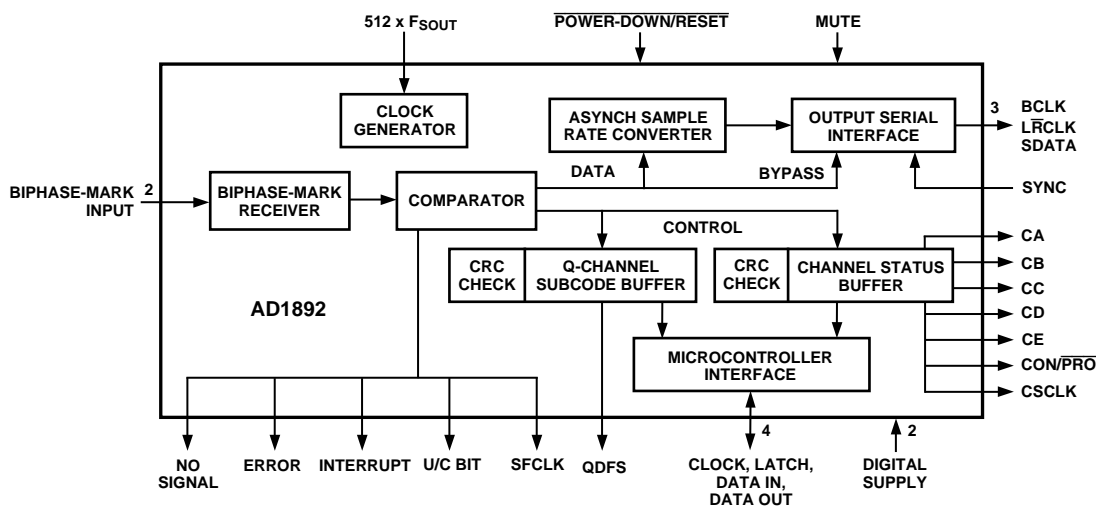 512 x FSOUT
POWER-DOWN/RESET
MUTE
CLOCK
GENERATOR
ASYNCH SAMPLE
RATE CONVERTER
OUTPUT SERIAL
INTERFACE
3
BCLK
LRCLK
SDATA
DATA
BYPASS
BIPHASE-MARK
INPUT
2
BIPHASE-MARK
RECEIVER
COMPARATOR
SYNC
CONTROL
CRC
CHECK
Q-CHANNEL
SUBCODE BUFFER
CRC
CHECK
CHANNEL STATUS
BUFFER
CA
CB
CC
CD
CE
CON/PRO
CSCLK
AD1892
MICROCONTROLLER
INTERFACE
4
2
NO
SIGNAL
ERROR
INTERRUPT
U/C BIT
SFCLK
QDFS
CLOCK, LATCH,
DATA IN,
DATA OUT
DIGITAL
SUPPLY